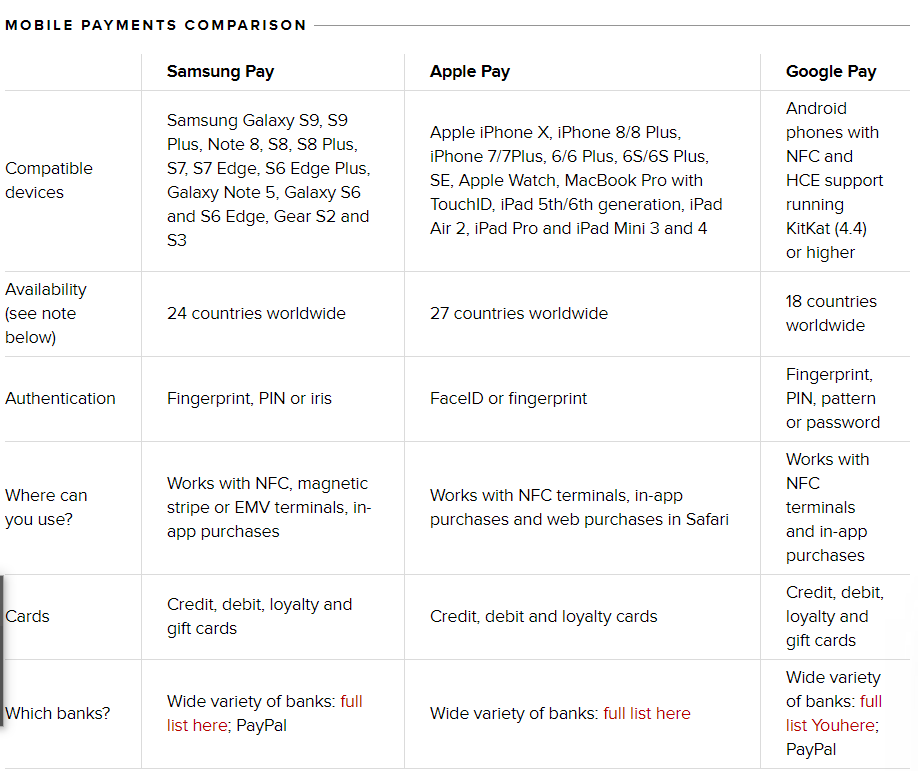 MOBILE PAYMENTS COMPARISON
Samsung Pay
Apple Pay
Google Pay
Compatible
devices
Samsung Galaxy S9, S9
Plus, Note 8, S8, S8 Plus,
S7, S7 Edge, S6 Edge Plus,
Galaxy Note 5, Galaxy S6
and S6 Edge, Gear S2 and
S3
Apple iPhone X, iPhone 8/8 Plus,
iPhone 7/7Plus, 6/6 Plus, 6S/6S Plus,
SE, Apple Watch, MacBook Pro with
TouchID, iPad 5th/6th generation, iPad
Air 2, iPad Pro and iPad Mini 3 and 4
Android
phones with
NFC and
HCE support
running
KitKat (4.4)
or higher
Availability
(see note
below)
24 countries worldwide
27 countries worldwide
18 countries
worldwide
Authentication
Fingerprint, PIN or iris
FaceID or fingerprint
Fingerprint,
PIN, pattern
or password
Where can
you use?
Works with NFC, magnetic
stripe or EMV terminals, in-
app purchases
Works with NFC terminals, in-app
purchases and web purchases in Safari
Works with
NFC
terminals
and in-app
purchases
Cards
Credit, debit, loyalty and
gift cards
Credit, debit and loyalty cards
Credit, debit,
loyalty and
gift cards
Which banks?
Wide variety of banks: full
list here; PayPal
Wide variety of banks: full list here
Wide variety
of banks: full
list Youhere;
PayPal